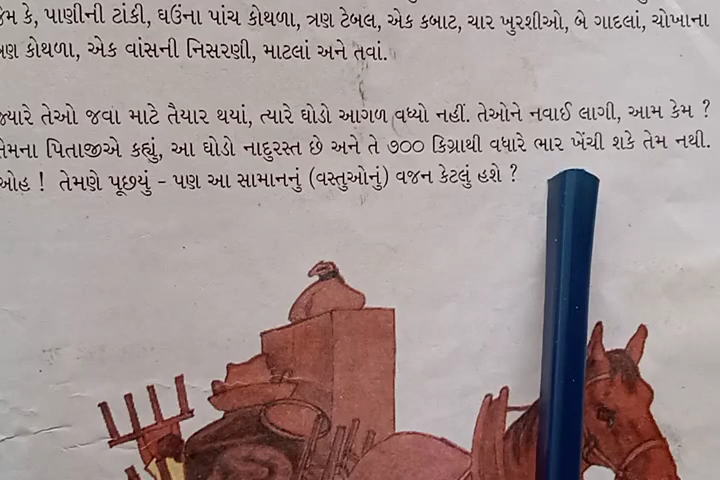 કે, પાણીની ટાંકી, ઘઉંના પાંચ કોથળા, ત્રણ ટેબલ, એક કબાટ, ચાર ખુરશીઓ, બે ગાદલાં, ચોખાના
કોથળા, એક વાંસની નિસરણી, માટલાં અને તવાં.
જ્યારે તેઓ જવા માટે તૈયાર થયાં, ત્યારે ઘોડો આગળ વધ્યો નહીં. તેઓને નવાઈ લાગી, આમ કેમ ?
તેમના પિતાજીએ કહ્યું, આ ઘોડો નાદુરસ્ત છે અને તે ૭૦૦ કિગ્રાથી વધારે ભાર ખેંચી શકે તેમ નથી.
ઓહ ! તેમણે પૂછયું – પણ આ સામાનનું (વસ્તુઓનું) વજન કેટલું હશે ?